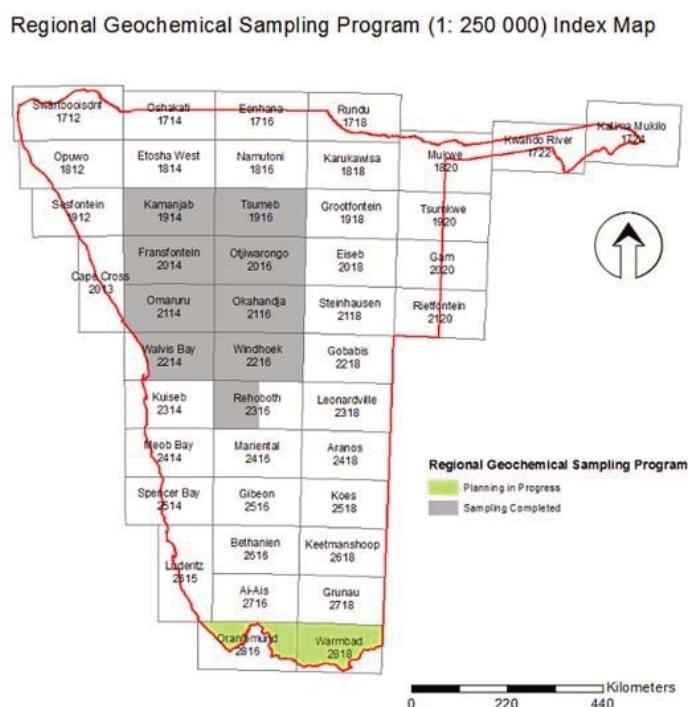 Regional Geochemical Sampling Program (1: 250 000) Index Map
Swartbooisdrif
1712
Oshakati
1714
Eenhana
1716
Rundu
1718
Katima Mukilo
1724
Kwando River
1722
Opuwo
1812
Etosha West
1814
Namutoni
1816
Karukawisa
1818
Mukwe
1820
Sesfontein
1912
Kamanjab
1914
Tsumeb
1916
Grootfontein
1918
Tsumkwe
1920
Cape Cross
2013
Fransfontein
2014
Otjiwarongo
2016
Eiseb
2018
Gam
2020
Omaruru
2114
Okahandja
2116
Steinhausen
2118
Rietfontein
2120
Walvis Bay
2214
Windhoek
2216
Gobabis
2218
Kuiseb
2314
Rehoboth
2316
Leonardville
2318
Meob Bay
2414
Mariental
2416
Aranos
2418
Spencer Bay
2514
Gibeon
2516
Koes
2518
Luderitz
2615
Bethanien
2616
Keetmanshoop
2618
Ai-Ais
2716
Grunau
2718
Oranjemund
2816
Warmbad
2818
Regional Geochemical Sampling Program
Planning in Progress
Sampling Completed
Kilometers
0 220 440